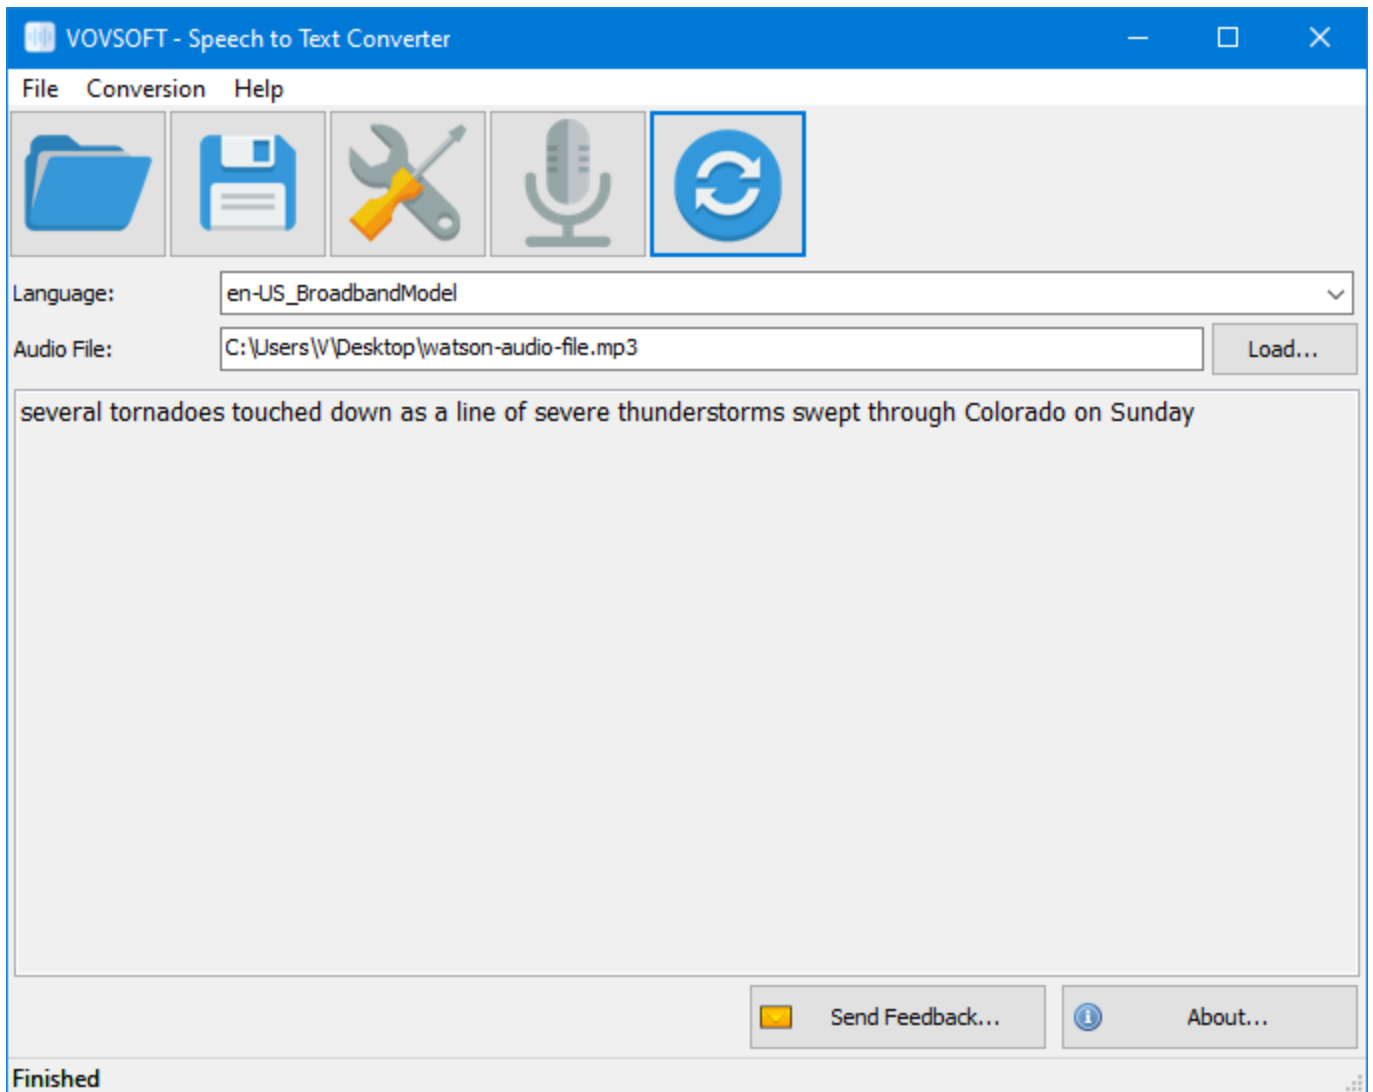 VOVSOFT - Speech to Text Converter
File Conversion Help
Language: en-US_BroadbandModel
Audio File: C:\Users\V\Desktop\watson-audio-file.mp3 Load...
several tornadoes touched down as a line of severe thunderstorms swept through Colorado on Sunday
Send Feedback... About...
Finished